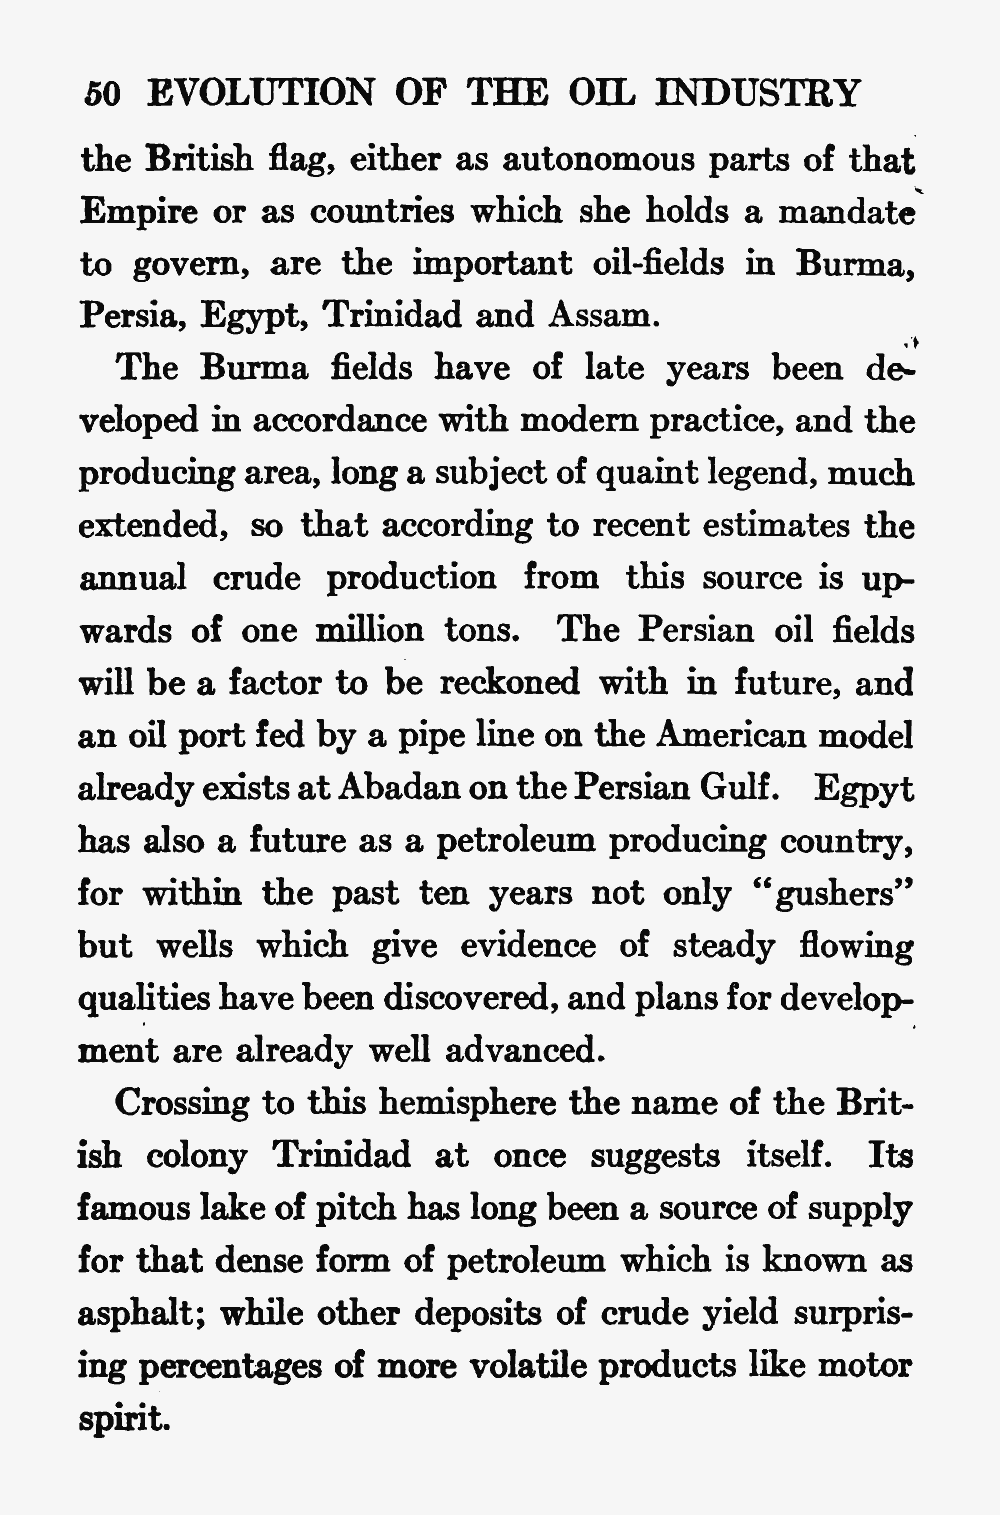 50 EVOLUTION OF THE OIL INDUSTRY
the British flag, either as autonomous parts of that
Empire or as countries which she holds a mandate
to govern, are the important oil-fields in Burma,
Persia, Egypt, Trinidad and Assam.
The Burma fields have of late years been de-
veloped in accordance with modern practice, and the
producing area, long a subject of quaint legend, much
extended, so that according to recent estimates the
annual crude production from this source is up-
wards of one million tons. The Persian oil fields
will be a factor to be reckoned with in future, and
an oil port fed by a pipe line on the American model
already exists at Abadan on the Persian Gulf. Egpyt
has also a future as a petroleum producing country,
for within the past ten years not only “gushers”
but wells which give evidence of steady flowing
qualities have been discovered, and plans for develop-
ment are already well advanced.
Crossing to this hemisphere the name of the Brit-
ish colony Trinidad at once suggests itself. Its
famous lake of pitch has long been a source of supply
for that dense form of petroleum which is known as
asphalt; while other deposits of crude yield surpris-
ing percentages of more volatile products like motor
spirit.